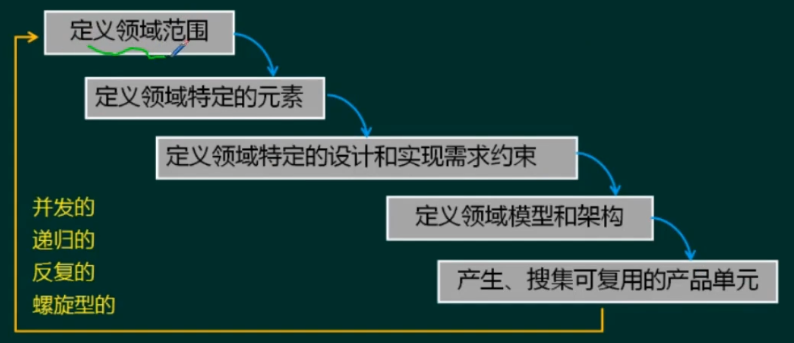 定义领域范围
定义领域特定的元素
定义领域特定的设计和实现需求约束
定义领域模型和架构
产生、搜集可复用的产品单元
并发的
递归的
反复的
螺旋型的